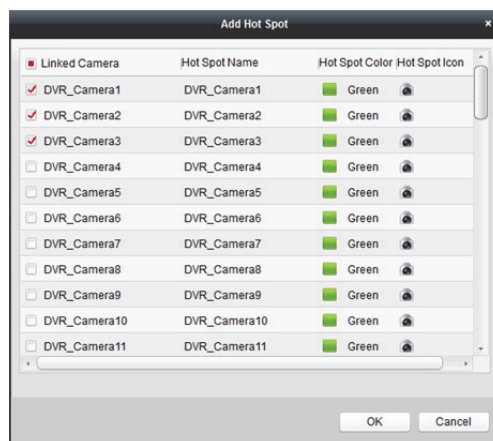 Add Hot Spot ×
Linked Camera Hot Spot Name Hot Spot Color Hot Spot Icon
DVR_Camera1 DVR_Camera1 Green
DVR_Camera2 DVR_Camera2 Green
DVR_Camera3 DVR_Camera3 Green
DVR_Camera4 DVR_Camera4 Green
DVR_Camera5 DVR_Camera5 Green
DVR_Camera6 DVR_Camera6 Green
DVR_Camera7 DVR_Camera7 Green
DVR_Camera8 DVR_Camera8 Green
DVR_Camera9 DVR_Camera9 Green
DVR_Camera10 DVR_Camera10 Green
DVR_Camera11 DVR_Camera11 Green
OK Cancel